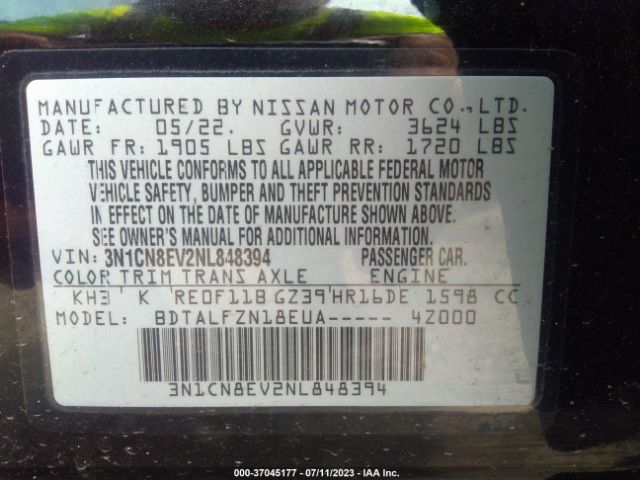 MANUFACTURED BY NISSAN MOTOR CO., LTD.
DATE: 05/22. GVWR: 3624 LBS
GAWR FR: 1905 LBS GAWR RR: 1720 LBS
THIS VEHICLE CONFORMS TO ALL APPLICABLE FEDERAL MOTOR
VEHICLE SAFETY, BUMPER AND THEFT PREVENTION STANDARDS
IN EFFECT ON THE DATE OF MANUFACTURE SHOWN ABOVE.
SEE OWNER'S MANUAL FOR ADDITIONAL INFORMATION.
VIN: 3N1CN8EV2NL848394 PASSENGER CAR.
COLOR TRIM TRANS AXLE ENGINE
KH3 K RE0F11B GZ39 HR16DE 1598 CC
MODEL: BDTALFZN18EUA----- 4Z000
3N1CN8EV2NL848394
000-37045177 - 07/11/2023 - IAA Inc.